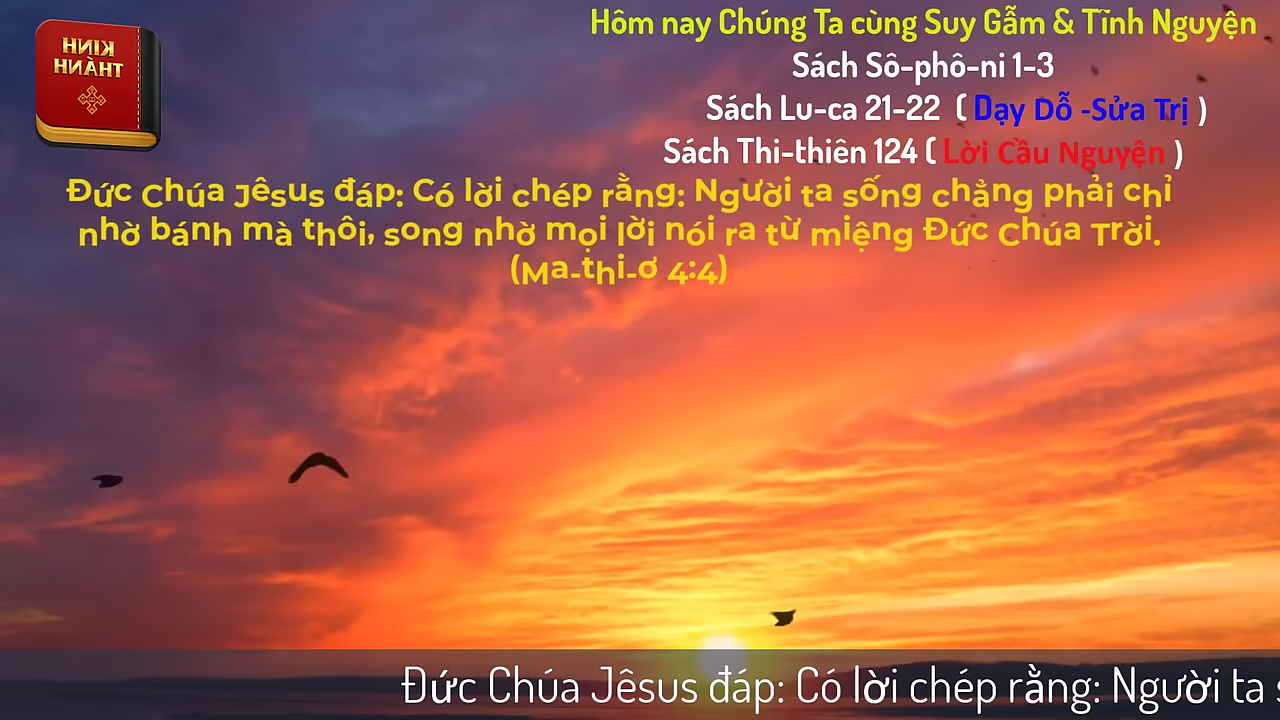 KINH
THÀNH
Hôm nay Chúng Ta cùng Suy Gẫm & Tĩnh Nguyện
Sách Sô-phô-ni 1-3
Sách Lu-ca 21-22 ( Dạy Dỗ -Sửa Trị )
Sách Thi-thiên 124 ( Lời Cầu Nguyện )
Đức Chúa Jêsus đáp: Có lời chép rằng: Người ta sống chẳng phải chỉ
nhờ bánh mà thôi, song nhờ mọi lời nói ra từ miệng Đức Chúa Trời.
(Ma-thi-ơ 4:4)
Đức Chúa Jêsus đáp: Có lời chép rằng: Người ta